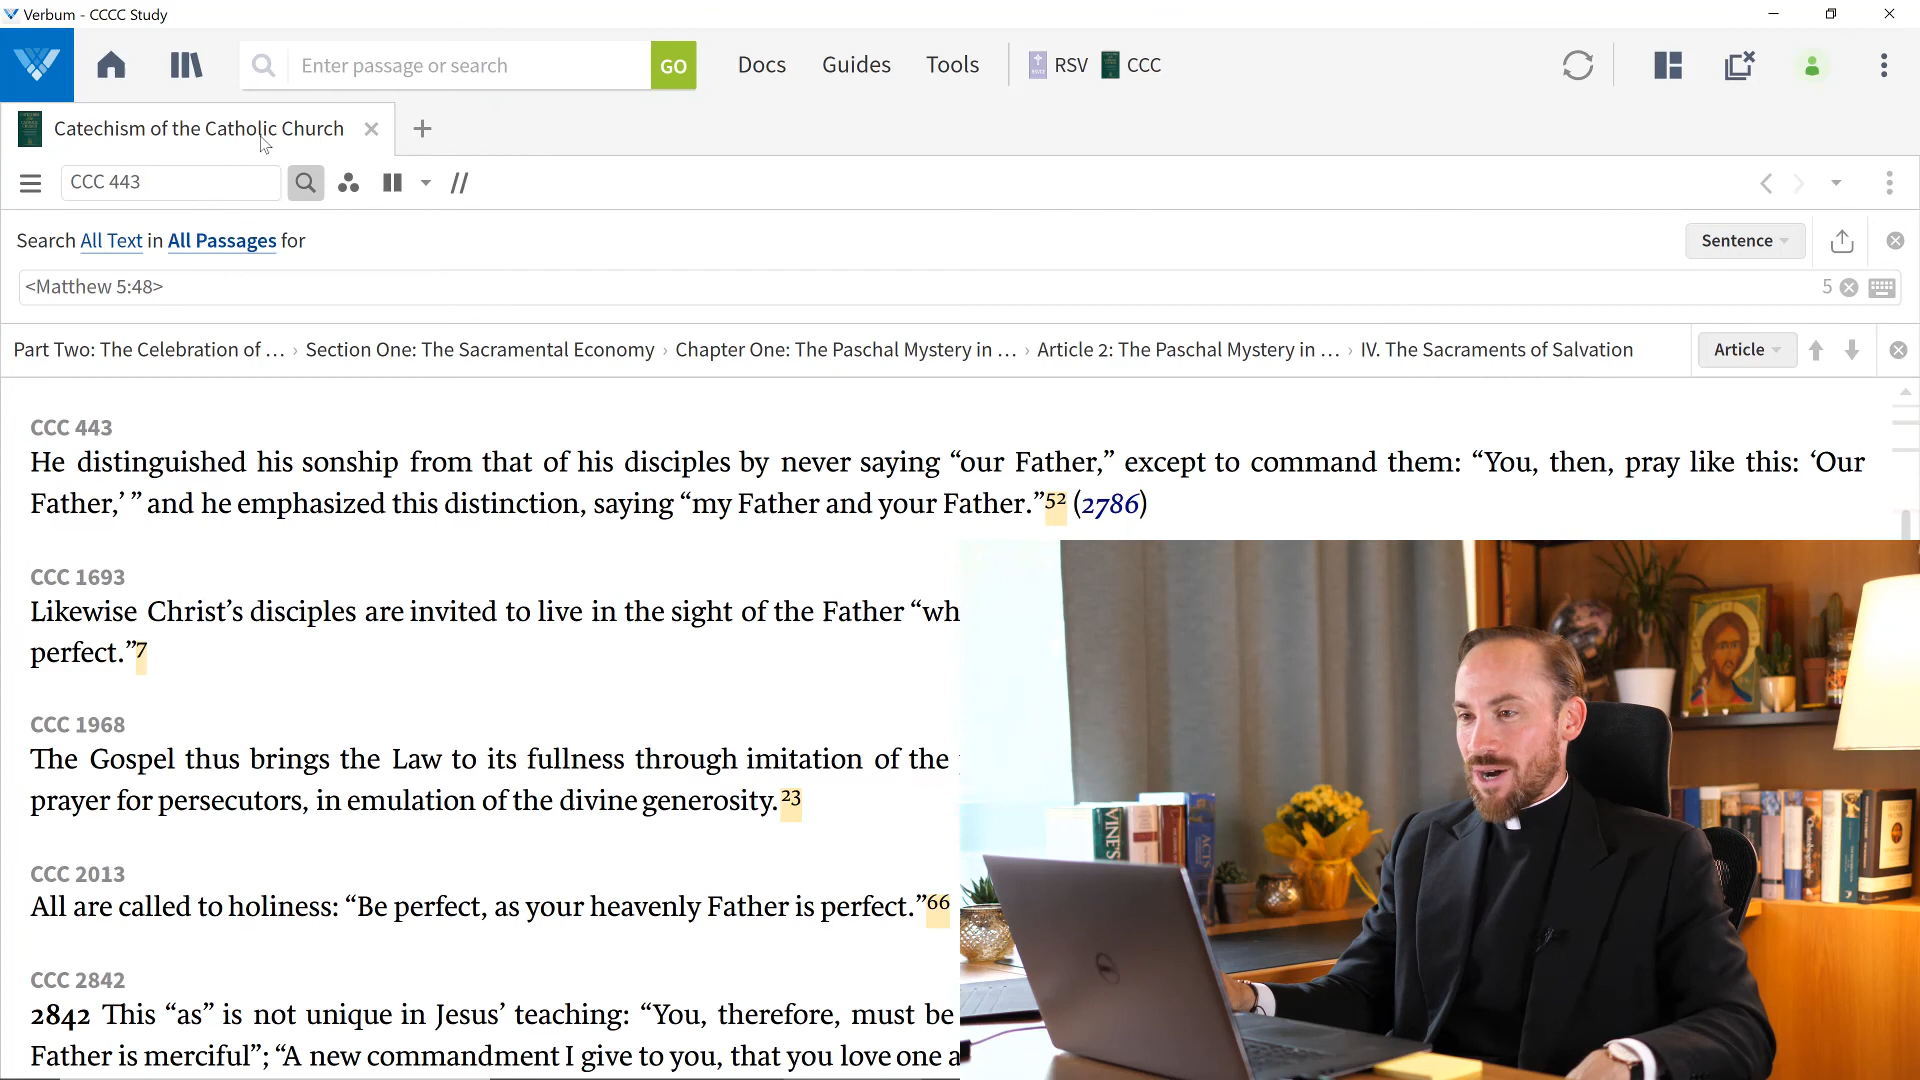 Verbum - CCCC Study
Enter passage or search
GO
Docs
Guides
Tools
RSV
CCC
Catechism of the Catholic Church
CCC 443
Search All Text in All Passages for
Sentence
<Matthew 5:48>
5
Part Two: The Celebration of … › Section One: The Sacramental Economy › Chapter One: The Paschal Mystery in … › Article 2: The Paschal Mystery in … › IV. The Sacraments of Salvation
Article
CCC 443
He distinguished his sonship from that of his disciples by never saying “our Father,” except to command them: “You, then, pray like this: ‘Our
Father,’ ” and he emphasized this distinction, saying “my Father and your Father.”52 (2786)
CCC 1693
Likewise Christ’s disciples are invited to live in the sight of the Father “wh
perfect.”7
CCC 1968
The Gospel thus brings the Law to its fullness through imitation of the
prayer for persecutors, in emulation of the divine generosity.23
CCC 2013
All are called to holiness: “Be perfect, as your heavenly Father is perfect.”66
CCC 2842
2842 This “as” is not unique in Jesus’ teaching: “You, therefore, must be
Father is merciful”; “A new commandment I give to you, that you love one a
VINE'S
ACTS
DELL